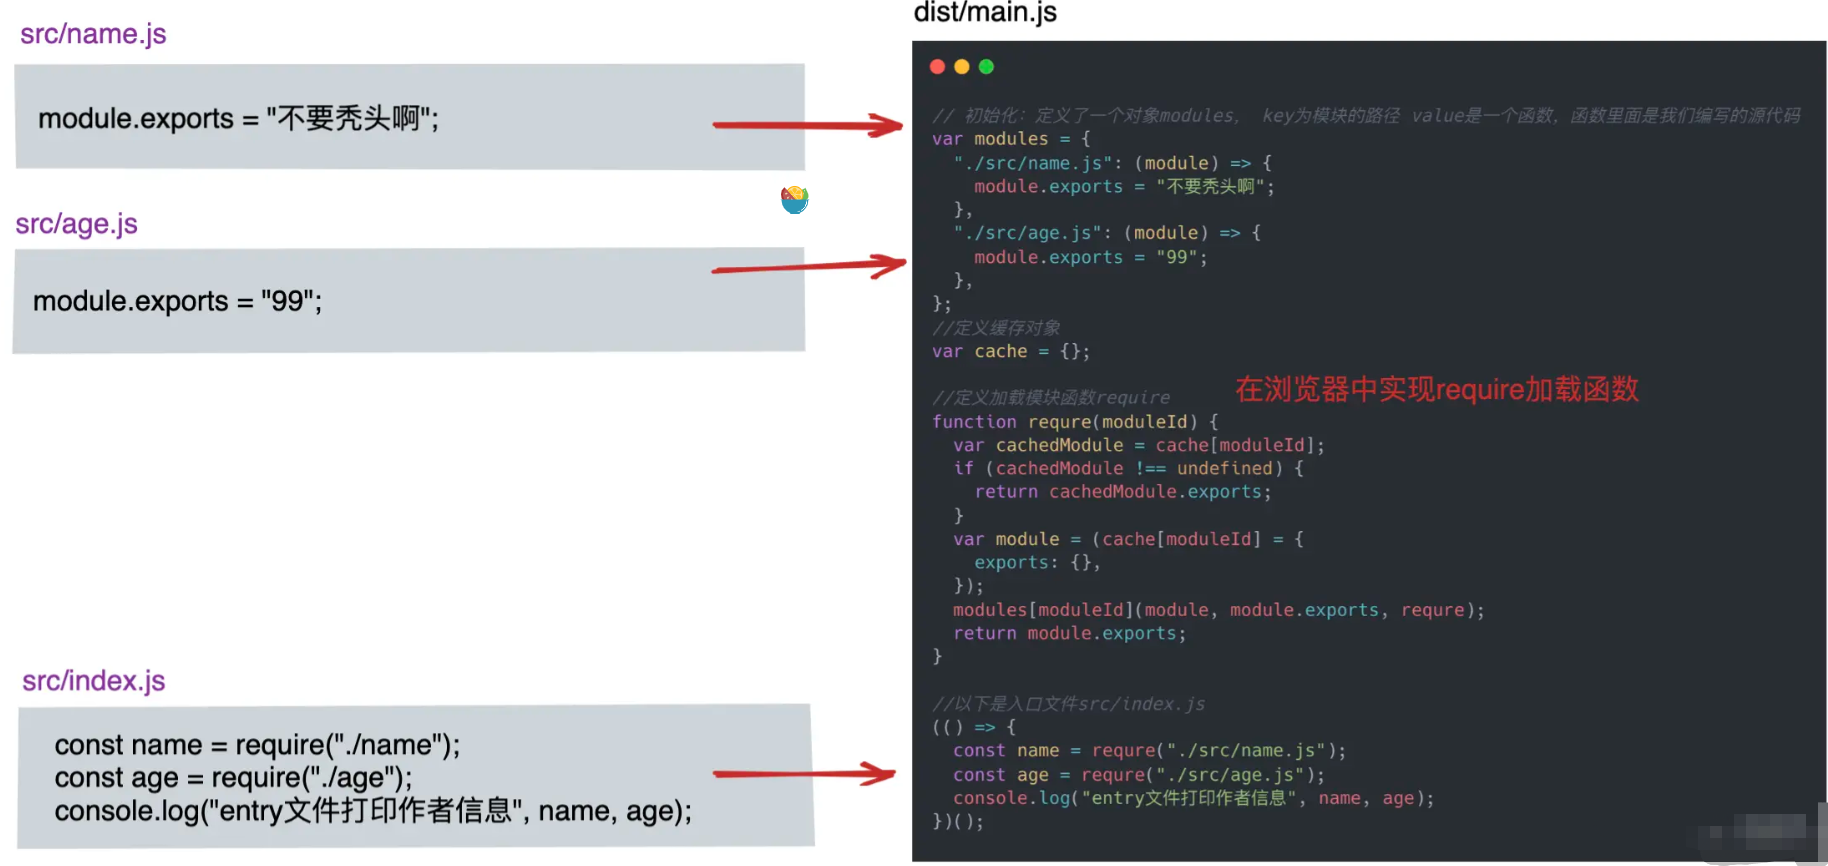 src/name.js
module.exports = "不要秃头啊";
src/age.js
module.exports = "99";
src/index.js
const name = require("./name");
const age = require("./age");
console.log("entry文件打印作者信息", name, age);
dist/main.js
// 初始化：定义了一个对象modules， key为模块的路径 value是一个函数，函数里面是我们编写的源代码
var modules = {
  "./src/name.js": (module) => {
    module.exports = "不要秃头啊";
  },
  "./src/age.js": (module) => {
    module.exports = "99";
  },
};
//定义缓存对象
var cache = {};
在浏览器中实现require加载函数
//定义加载模块函数require
function requre(moduleId) {
  var cachedModule = cache[moduleId];
  if (cachedModule !== undefined) {
    return cachedModule.exports;
  }
  var module = (cache[moduleId] = {
    exports: {},
  });
  modules[moduleId](module, module.exports, requre);
  return module.exports;
}
//以下是入口文件src/index.js
(() => {
  const name = requre("./src/name.js");
  const age = requre("./src/age.js");
  console.log("entry文件打印作者信息", name, age);
})();